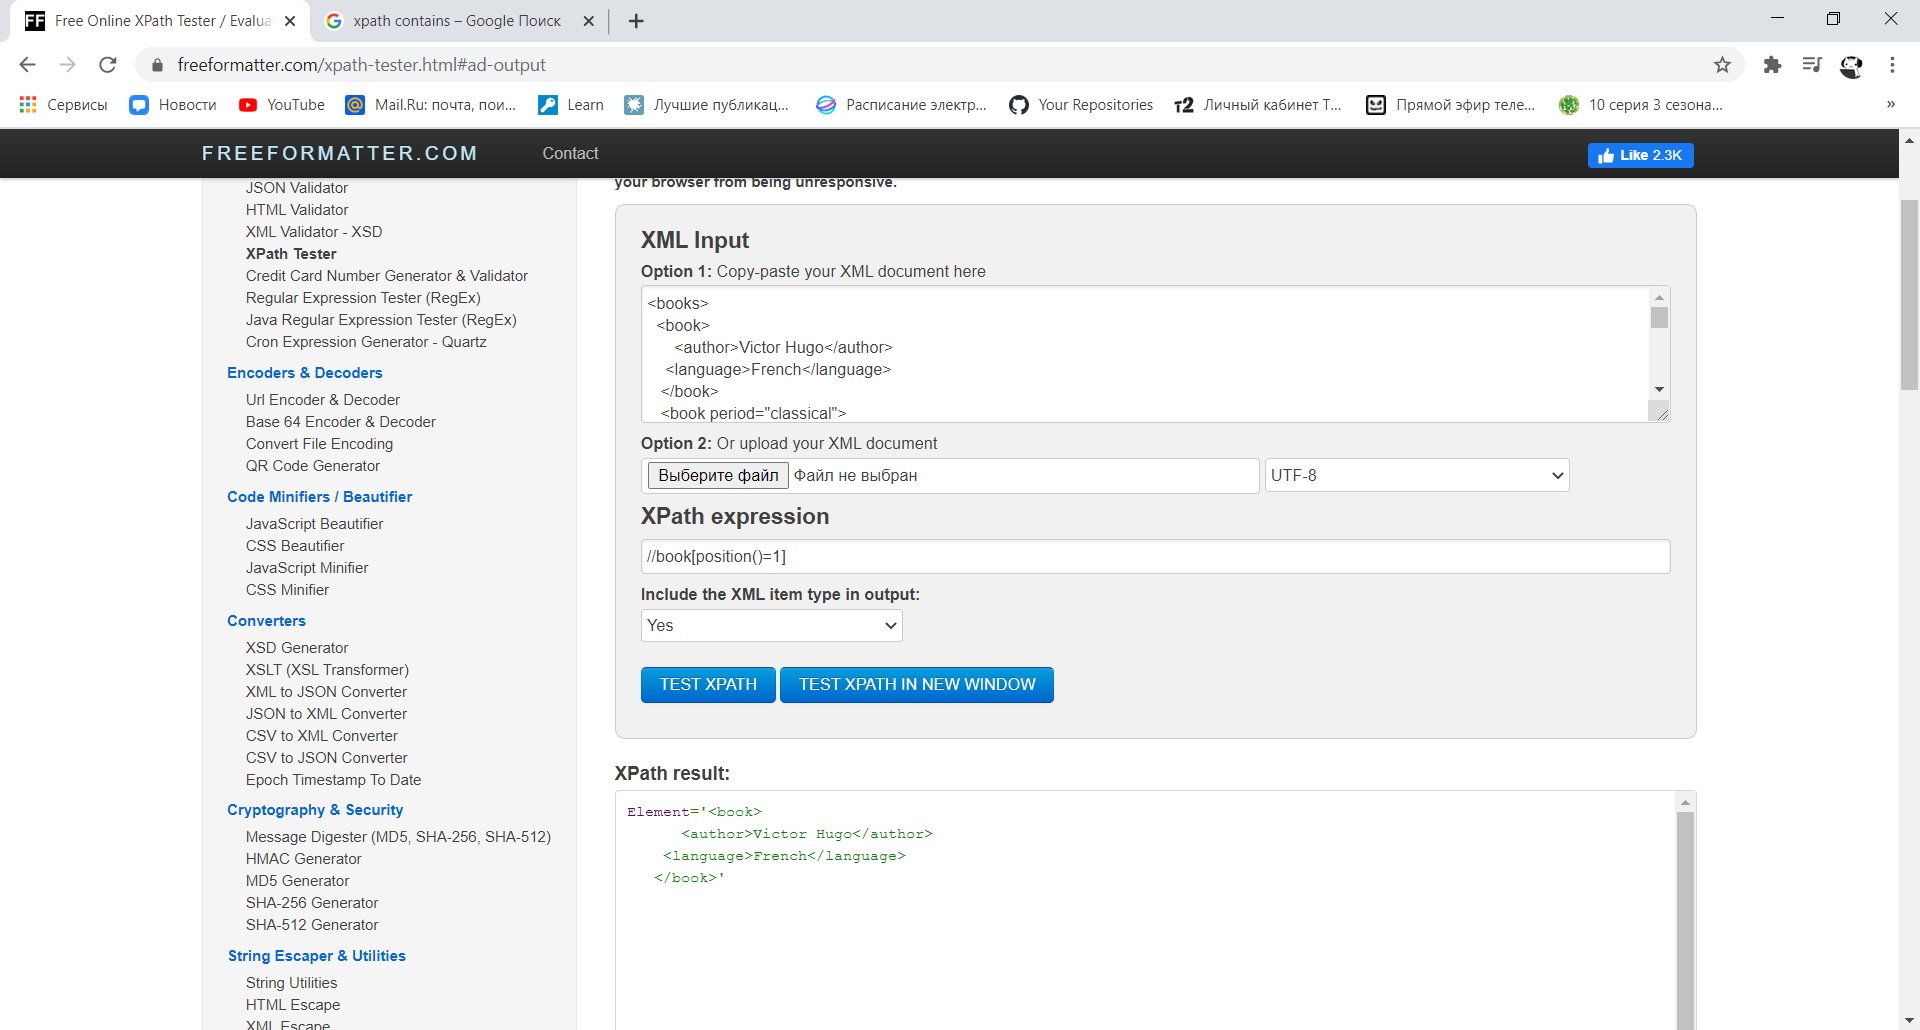 Free Online XPath Tester / Evalua
xpath contains – Google Поиск
freeformatter.com/xpath-tester.html#ad-output
Сервисы
Новости
YouTube
Mail.Ru: почта, пои...
Learn
Лучшие публикац...
Расписание электр...
Your Repositories
Личный кабинет Т...
Прямой эфир теле...
10 серия 3 сезона...
»
FREEFORMATTER.COM
Contact
Like 2.3K
JSON Validator
HTML Validator
XML Validator - XSD
XPath Tester
Credit Card Number Generator & Validator
Regular Expression Tester (RegEx)
Java Regular Expression Tester (RegEx)
Cron Expression Generator - Quartz
Encoders & Decoders
Url Encoder & Decoder
Base 64 Encoder & Decoder
Convert File Encoding
QR Code Generator
Code Minifiers / Beautifier
JavaScript Beautifier
CSS Beautifier
JavaScript Minifier
CSS Minifier
Converters
XSD Generator
XSLT (XSL Transformer)
XML to JSON Converter
JSON to XML Converter
CSV to XML Converter
CSV to JSON Converter
Epoch Timestamp To Date
Cryptography & Security
Message Digester (MD5, SHA-256, SHA-512)
HMAC Generator
MD5 Generator
SHA-256 Generator
SHA-512 Generator
String Escaper & Utilities
String Utilities
HTML Escape
XML Escape
your browser from being unresponsive.
XML Input
Option 1: Copy-paste your XML document here
<books>
<book>
<author>Victor Hugo</author>
<language>French</language>
</book>
<book period="classical">
Option 2: Or upload your XML document
Выберите файл Файл не выбран
UTF-8
XPath expression
//book[position()=1]
Include the XML item type in output:
Yes
TEST XPATH
TEST XPATH IN NEW WINDOW
XPath result:
Element='<book>
<author>Victor Hugo</author>
<language>French</language>
</book>'